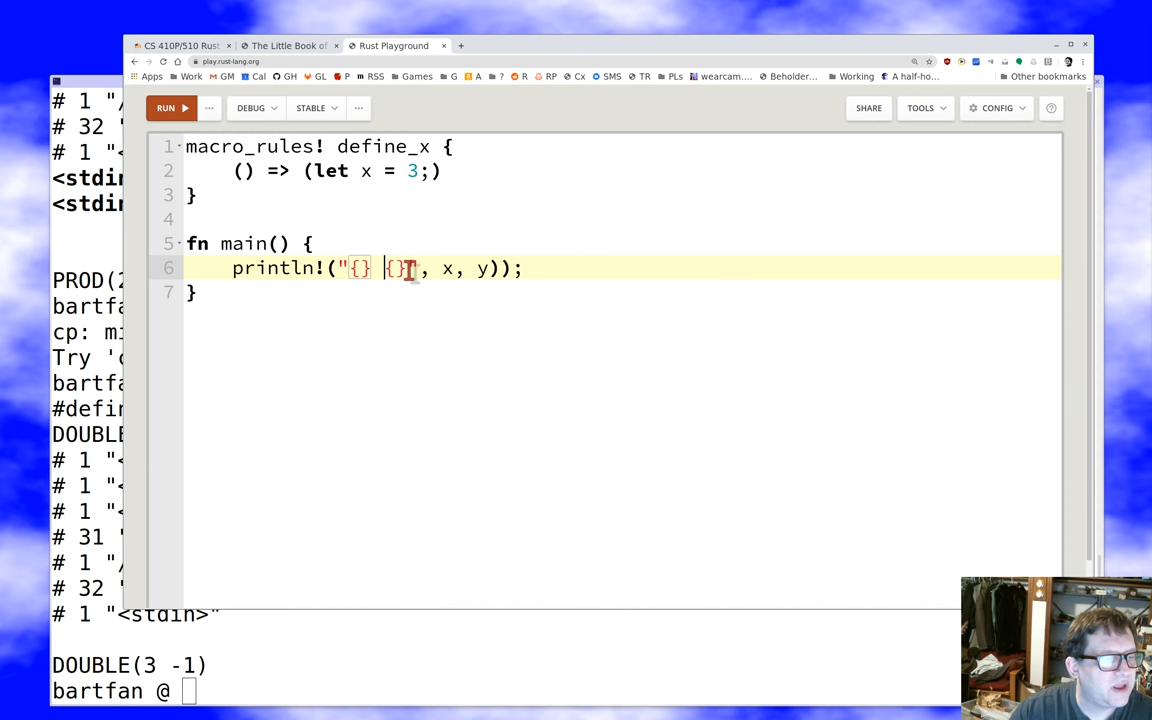 CS 410P/510 Rust
The Little Book of
Rust Playground
play.rust-lang.org
Apps Work GM Cal GH GL P RSS Games G A ? R RP Cx SMS TR PLs wearcam.... Beholder... Working A half-ho... Other bookmarks
RUN ... DEBUG STABLE ... SHARE TOOLS CONFIG
1 macro_rules! define_x {
2 () => (let x = 3;)
3 }
4
5 fn main() {
6 println!("{} {}", x, y));
7 }
# 1 "/
# 32 "
# 1 "<
<stdin
<stdin
PROD(2
bartfa
cp: mi
Try '
bartfa
#defin
DOUBLE
# 1 "<
# 1 "<
# 1 "<
# 31 "
# 1 "/
# 32 "
# 1 "<stdin>"
DOUBLE(3 -1)
bartfan @